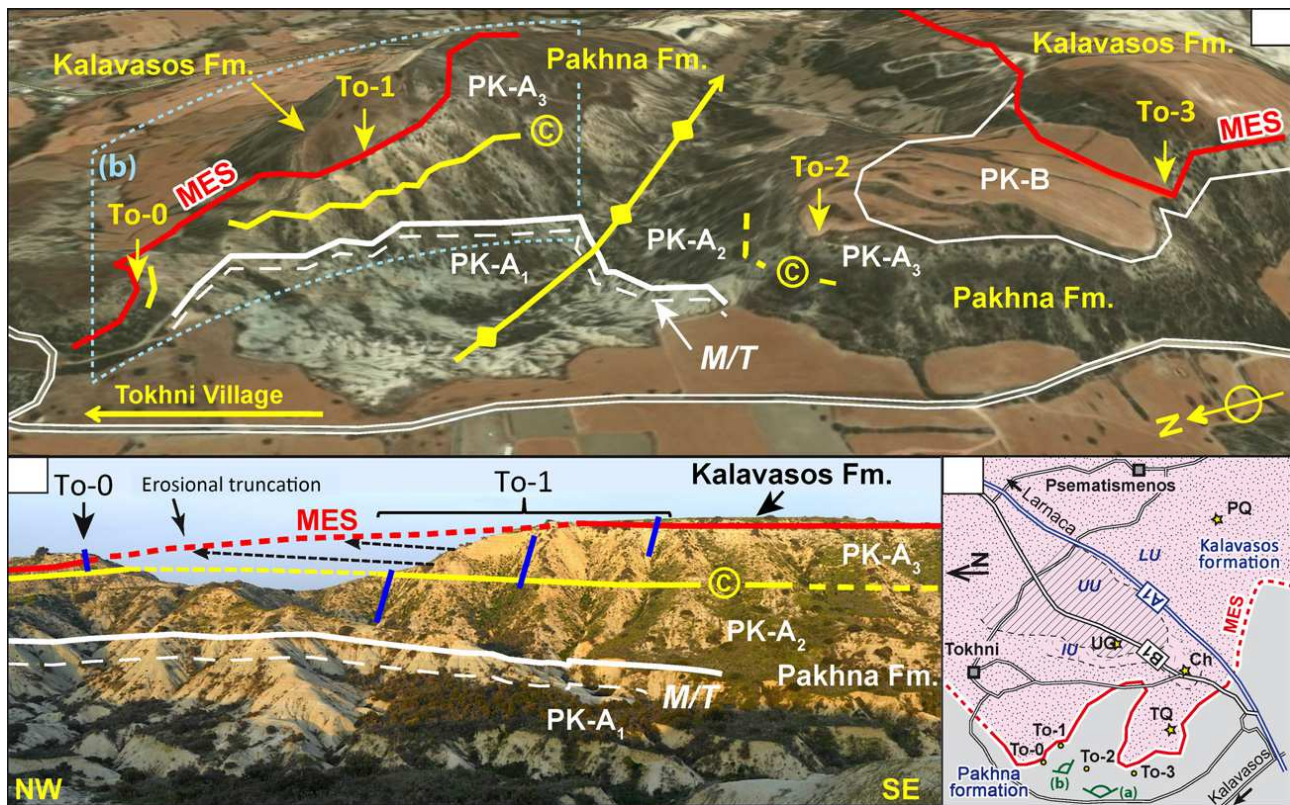 Kalavasos Fm.
Pakhna Fm.
Kalavasos Fm.
PK-A3
To-1
To-3
©
MES
(b)
To-2
MES
PK-B
To-0
PK-A2
PK-A1
PK-A3
©
Pakhna Fm.
M/T
Tokhni Village
N
To-0
Erosional truncation
To-1
Kalavasos Fm.
MES
PK-A3
©
PK-A2
Pakhna Fm.
M/T
PK-A1
NW
SE
Psematismenos
Larnaca
PQ
N
LU
Kalavasos
formation
UU
A1
MES
UQ
IU
B1
Tokhni
Ch
TQ
To-1
To-0
To-2
To-3
Pakhna
formation
(b)
(a)
Kalavasos